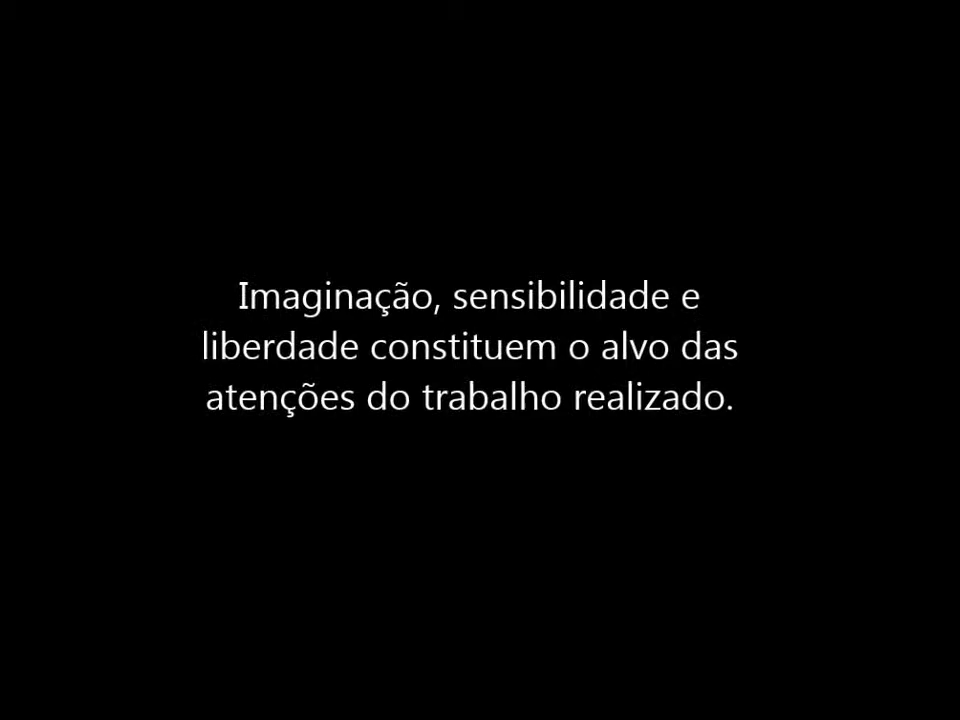 Imaginação, sensibilidade e
liberdade constituem o alvo das
atenções do trabalho realizado.